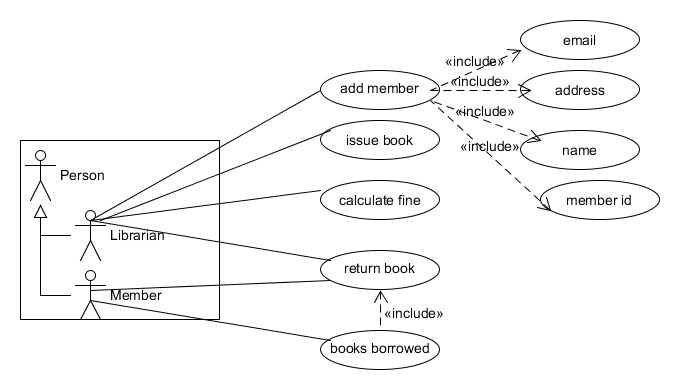 email
«include»
add member
«include»
address
«include»
issue book
«include»
name
Person
calculate fine
member id
Librarian
return book
Member
«include»
books borrowed